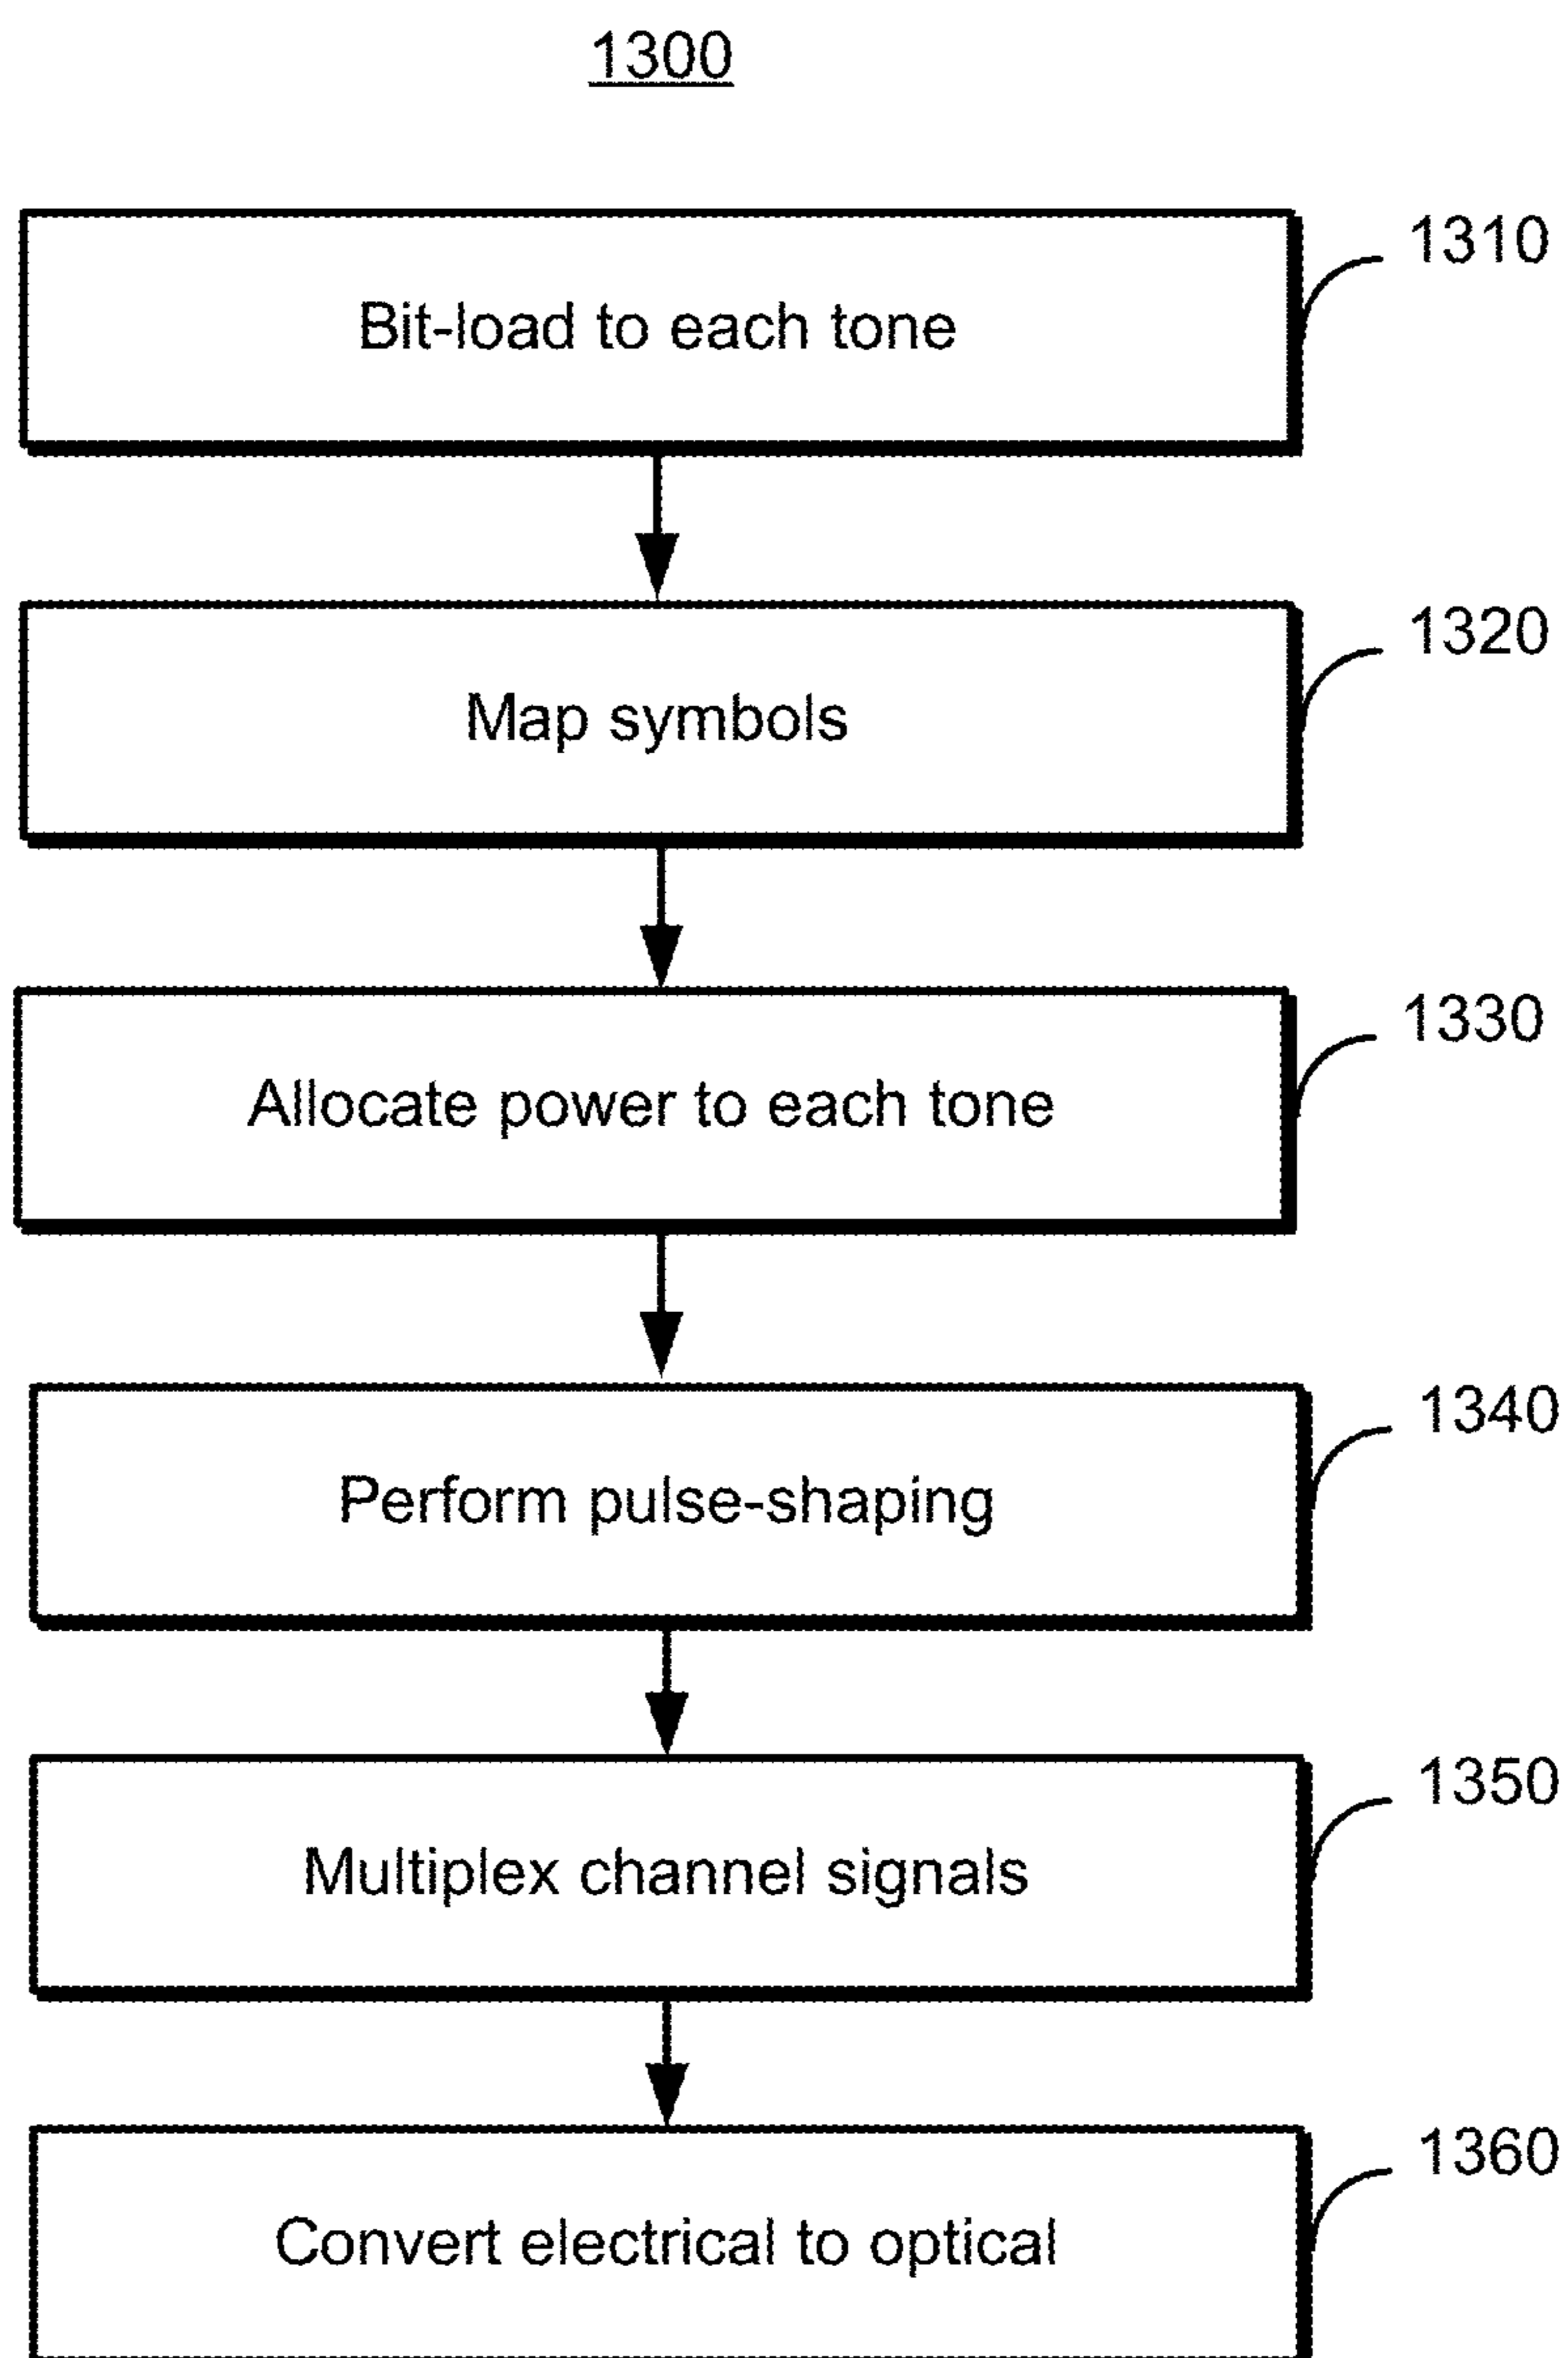 1300
Bit-load to each tone
1310
Map symbols
1320
Allocate power to each tone
1330
Perform pulse-shaping
1340
Multiplex channel signals
1350
Convert electrical to optical
1360